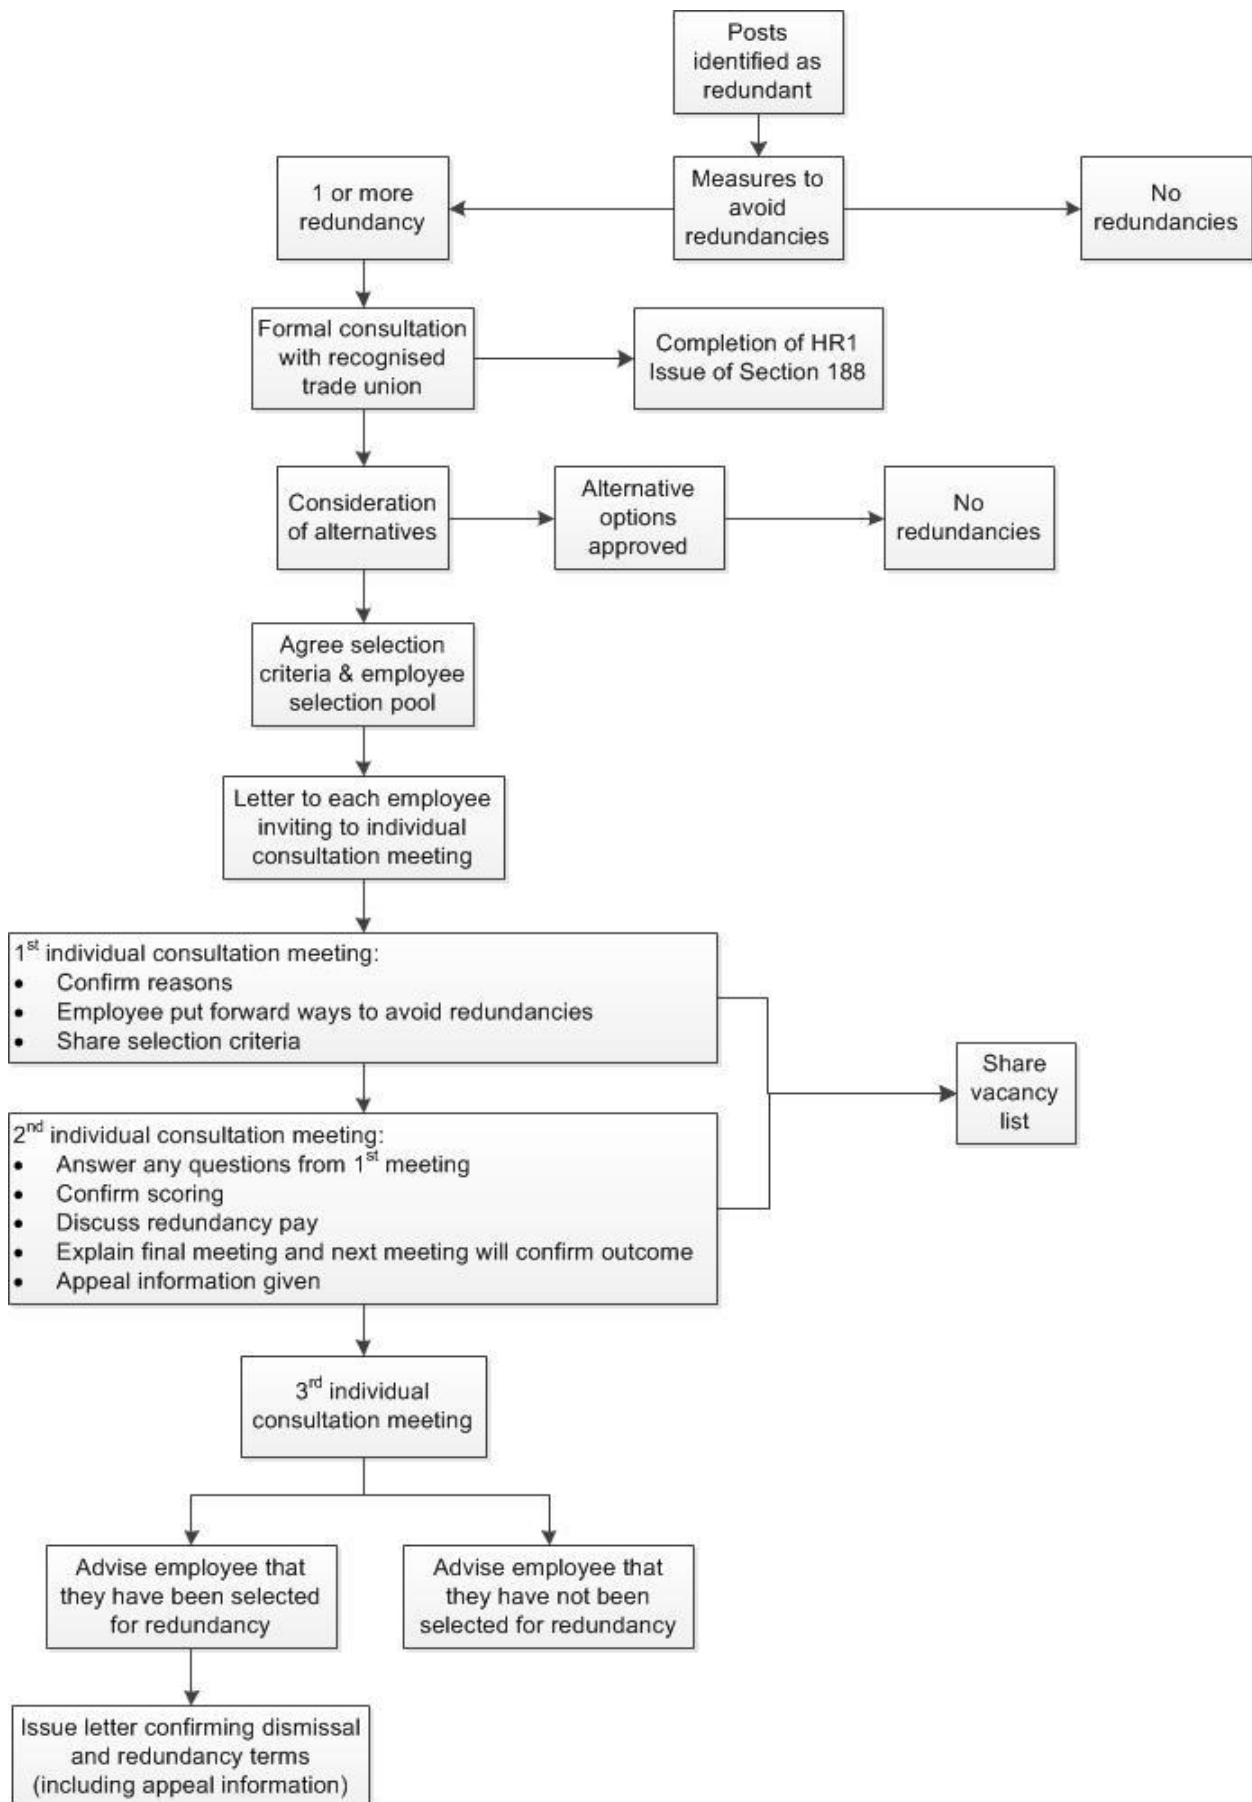 Posts
identified as
redundant
1 or more
redundancy
Measures to
avoid
redundancies
No
redundancies
Formal consultation
with recognised
trade union
Completion of HR1
Issue of Section 188
Consideration
of alternatives
Alternative
options
approved
No
redundancies
Agree selection
criteria & employee
selection pool
Letter to each employee
inviting to individual
consultation meeting
1st individual consultation meeting:
• Confirm reasons
• Employee put forward ways to avoid redundancies
• Share selection criteria
Share
vacancy
list
2nd individual consultation meeting:
• Answer any questions from 1st meeting
• Confirm scoring
• Discuss redundancy pay
• Explain final meeting and next meeting will confirm outcome
• Appeal information given
3rd individual
consultation meeting
Advise employee that
they have been selected
for redundancy
Advise employee that
they have not been
selected for redundancy
Issue letter confirming dismissal
and redundancy terms
(including appeal information)